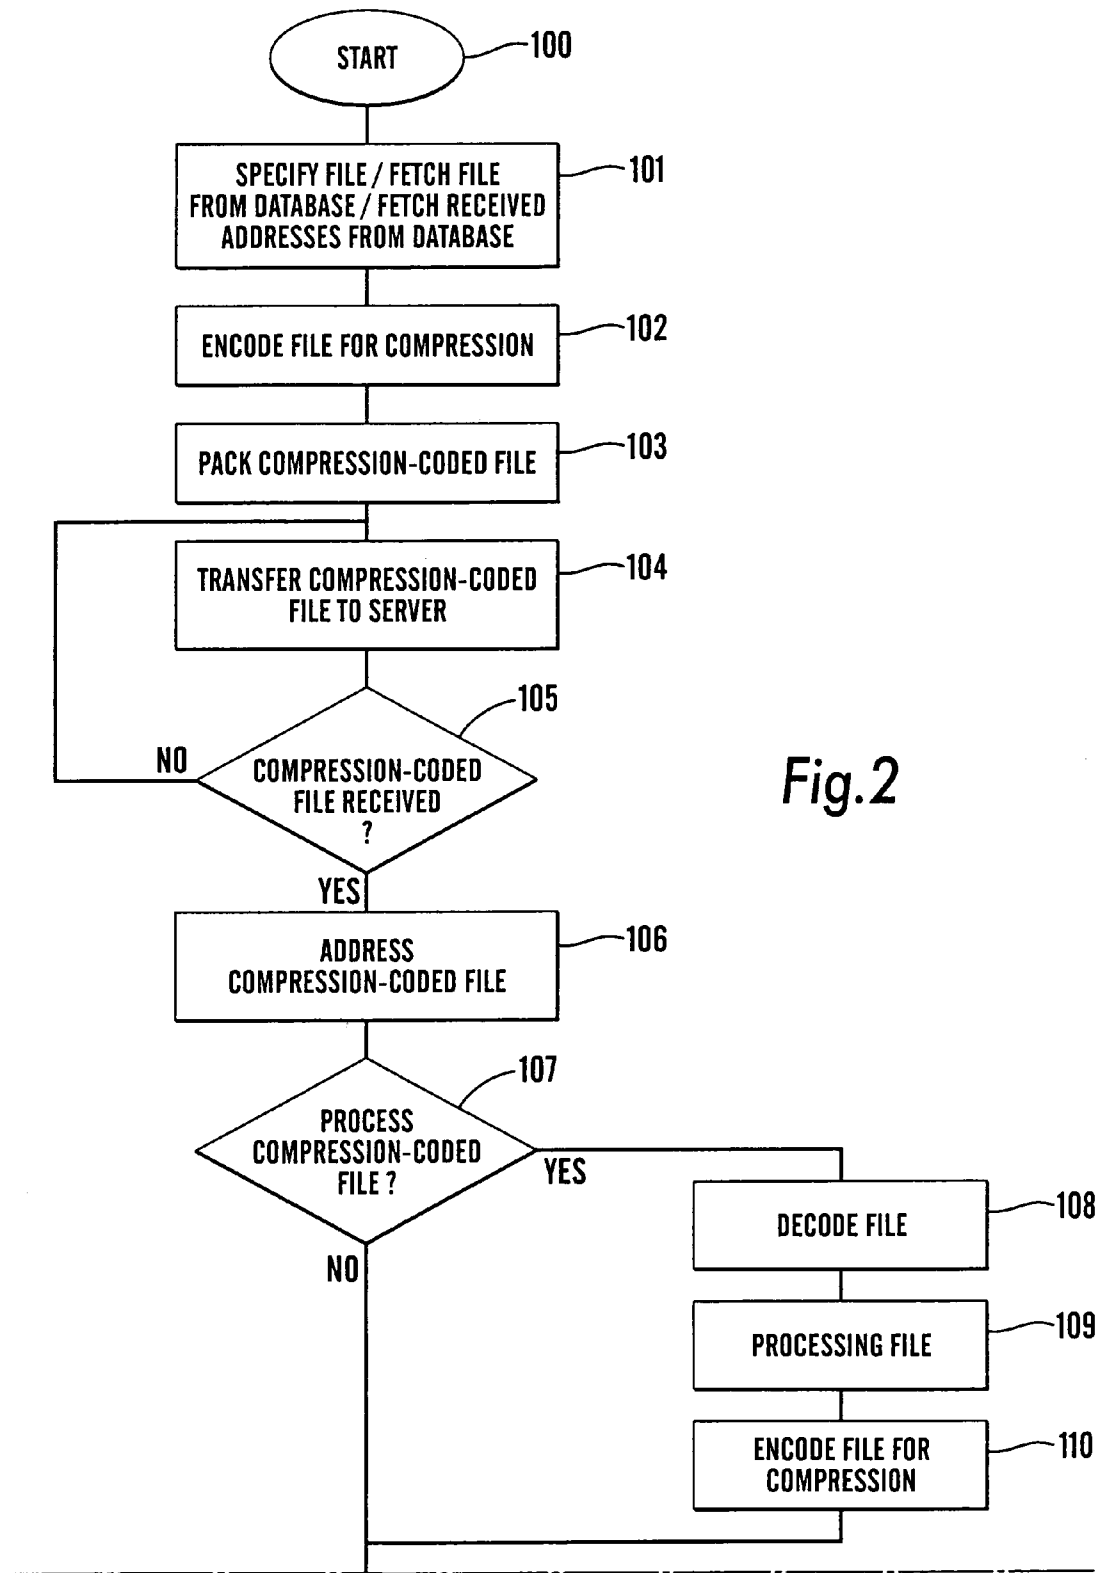 START
100
SPECIFY FILE / FETCH FILE
FROM DATABASE / FETCH RECEIVED
ADDRESSES FROM DATABASE
101
ENCODE FILE FOR COMPRESSION
102
PACK COMPRESSION-CODED FILE
103
TRANSFER COMPRESSION-CODED
FILE TO SERVER
104
COMPRESSION-CODED
FILE RECEIVED
?
105
NO
YES
Fig.2
ADDRESS
COMPRESSION-CODED FILE
106
PROCESS
COMPRESSION-CODED
FILE ?
107
YES
NO
DECODE FILE
108
PROCESSING FILE
109
ENCODE FILE FOR
COMPRESSION
110